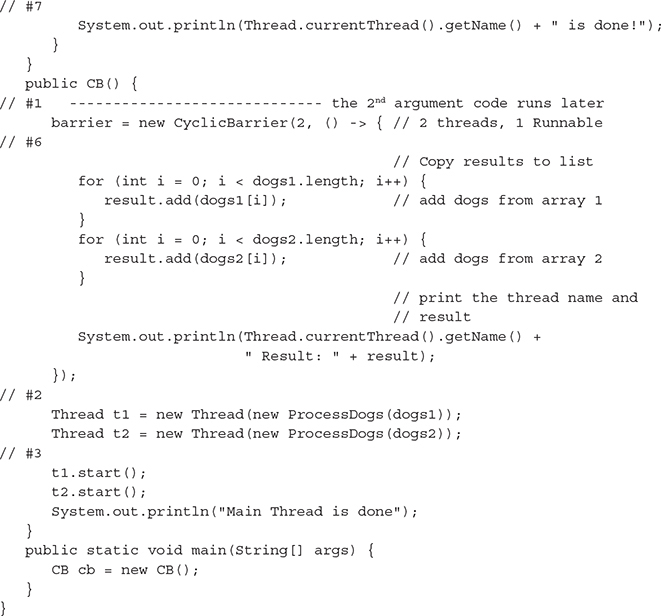 // #7
System.out.println(Thread.currentThread().getName() + " is done!");
}
}
public CB() {
// #1 ----------------------------- the 2nd argument code runs later
barrier = new CyclicBarrier(2, () -> { // 2 threads, 1 Runnable
// #6
// Copy results to list
for (int i = 0; i < dogs1.length; i++) {
result.add(dogs1[i]); // add dogs from array 1
}
for (int i = 0; i < dogs2.length; i++) {
result.add(dogs2[i]); // add dogs from array 2
}
// print the thread name and
// result
System.out.println(Thread.currentThread().getName() +
" Result: " + result);
});
// #2
Thread t1 = new Thread(new ProcessDogs(dogs1));
Thread t2 = new Thread(new ProcessDogs(dogs2));
// #3
t1.start();
t2.start();
System.out.println("Main Thread is done");
}
public static void main(String[] args) {
CB cb = new CB();
}
}